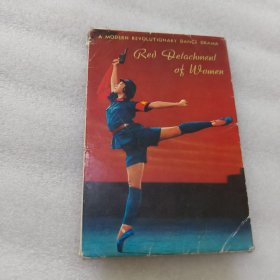 A MODERN REVOLUTIONARY DANCE DRAMA
Red Detachment
of Women